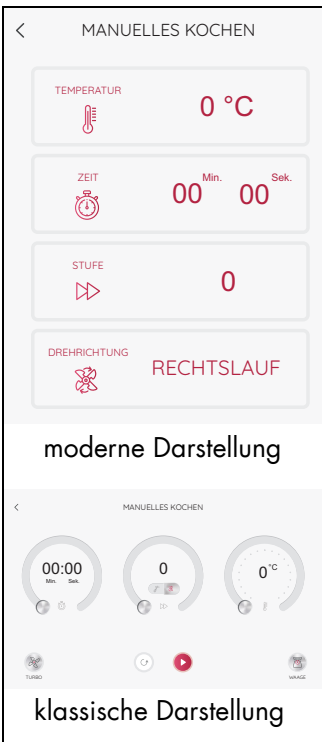 MANUELLES KOCHEN
TEMPERATUR
0 °C
ZEIT
00 Min. 00 Sek.
STUFE
0
DREHRICHTUNG
RECHTSLAUF
moderne Darstellung
MANUELLES KOCHEN
00:00
Min. Sek.
0
0°C
TURBO
WAAGE
klassische Darstellung